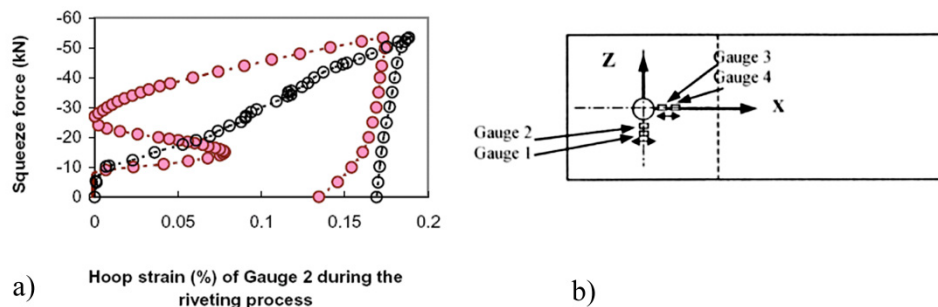 -60
-50
-40
-30
-20
-10
0
Squeeze force (kN)
0 0.05 0.1 0.15 0.2
Hoop strain (%) of Gauge 2 during the
riveting process
a)
Z
X
Gauge 3
Gauge 4
Gauge 2
Gauge 1
b)